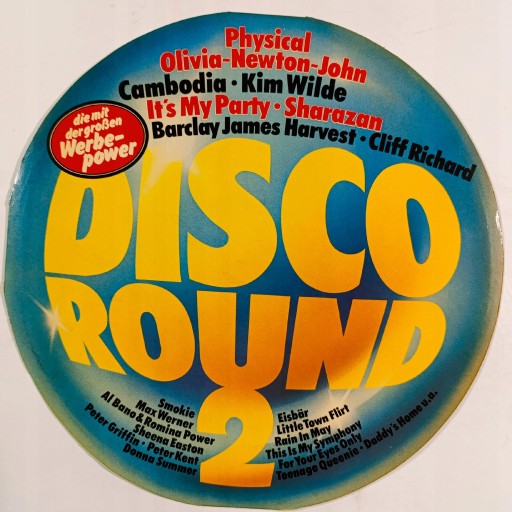 Physical
Olivia-Newton-John
Cambodia · Kim Wilde
It's My Party · Sharazan
Barclay James Harvest · Cliff Richard
die mit
der großen
Werbe-
power
DISCO
ROUND
2
Smokie
Max Werner
Al Bano & Romina Power
Sheena Easton
Peter Griffin · Peter Kent
Donna Summer
Eisbär
Little Town Flirt
Rain In May
This Is My Symphony
For Your Eyes Only
Teenage Queenie · Daddy's Home u.a.